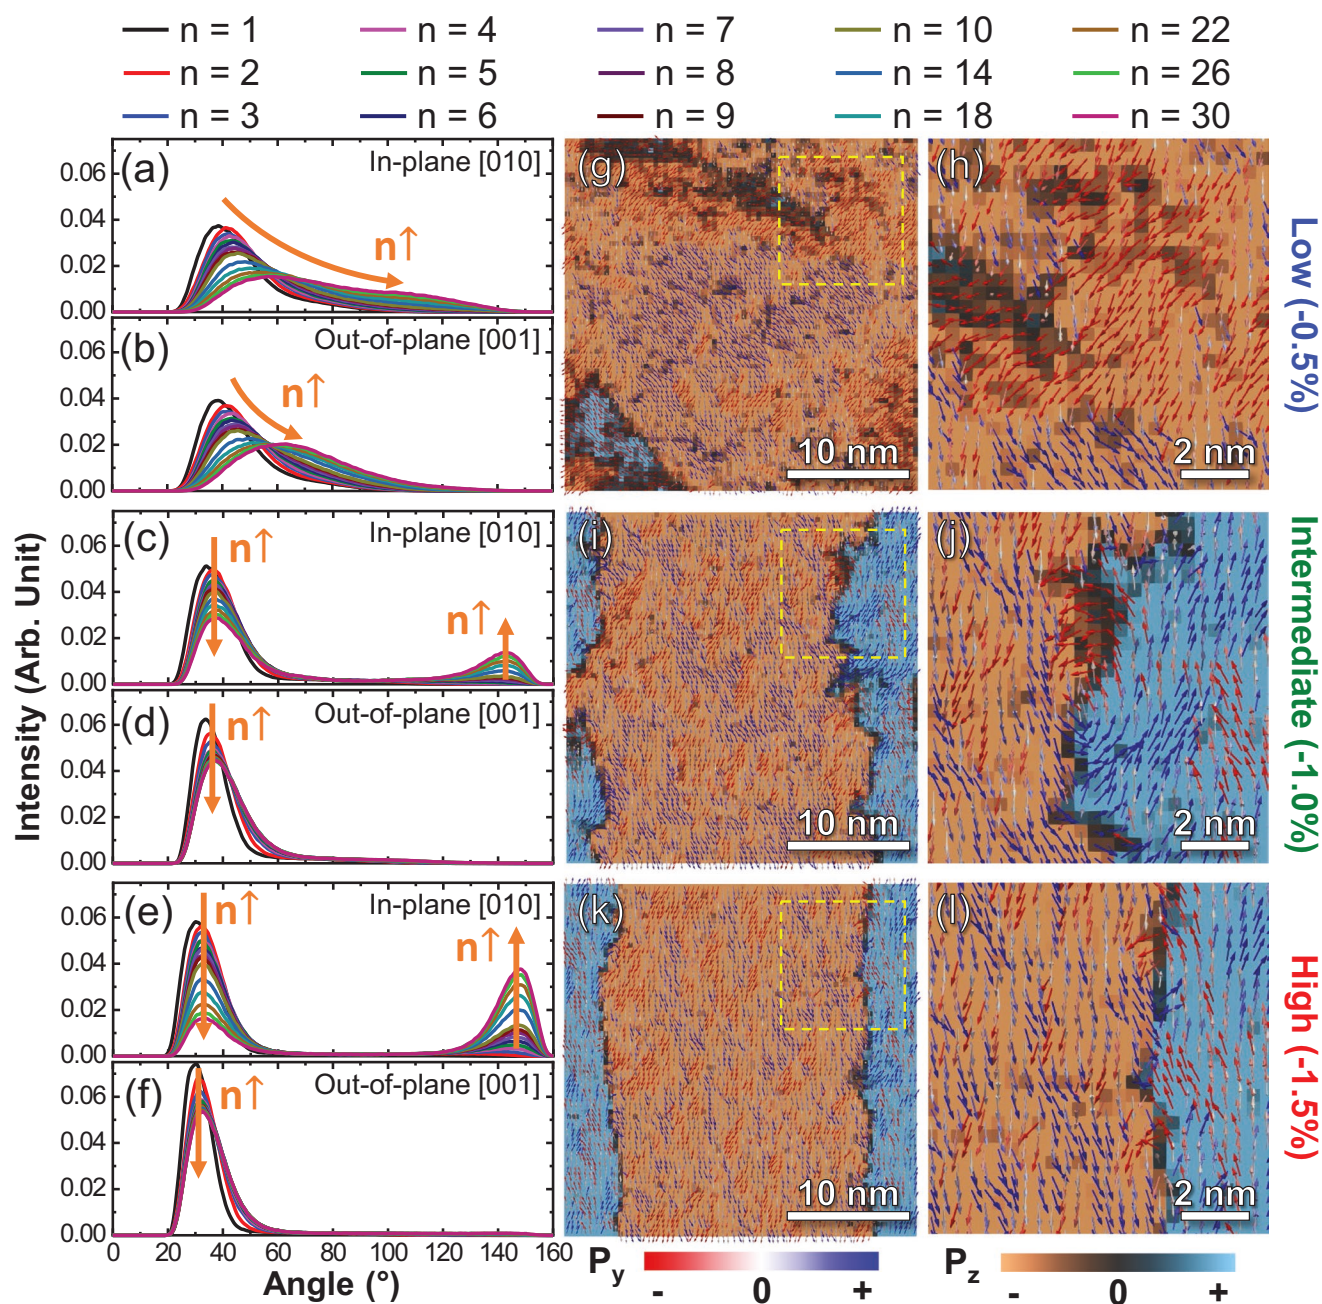 n = 1 n = 4 n = 7 n = 10 n = 22
n = 2 n = 5 n = 8 n = 14 n = 26
n = 3 n = 6 n = 9 n = 18 n = 30
Intensity (Arb. Unit)
(a) In-plane [010]
n↑
0.06
0.04
0.02
0.00
(b) Out-of-plane [001]
n↑
0.06
0.04
0.02
0.00
(c) In-plane [010]
n↑
n↑
0.06
0.04
0.02
0.00
(d) Out-of-plane [001]
n↑
0.06
0.04
0.02
0.00
(e) In-plane [010]
n↑
n↑
0.06
0.04
0.02
0.00
(f) Out-of-plane [001]
n↑
0.06
0.04
0.02
0.00
0 20 40 60 80 100 120 140 160
Angle (°)
(g)
10 nm
(h)
2 nm
Low (-0.5%)
(i)
10 nm
(j)
2 nm
Intermediate (-1.0%)
(k)
10 nm
(l)
2 nm
High (-1.5%)
Py
- 0 +
Pz
- 0 +